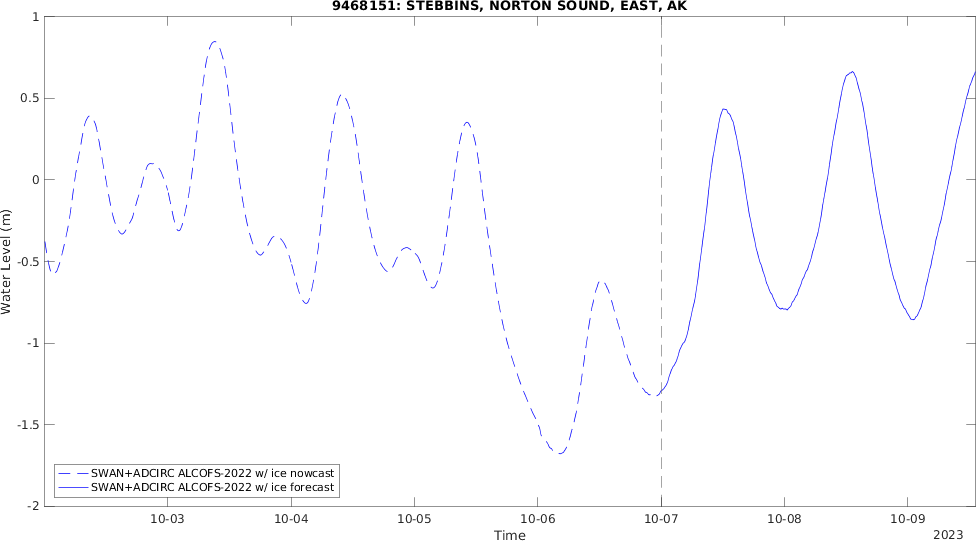 9468151: STEBBINS, NORTON SOUND, EAST, AK
Water Level (m)
1
0.5
0
-0.5
-1
-1.5
-2
SWAN+ADCIRC ALCOFS-2022 w/ ice nowcast
SWAN+ADCIRC ALCOFS-2022 w/ ice forecast
10-03 10-04 10-05 10-06 10-07 10-08 10-09
Time
2023